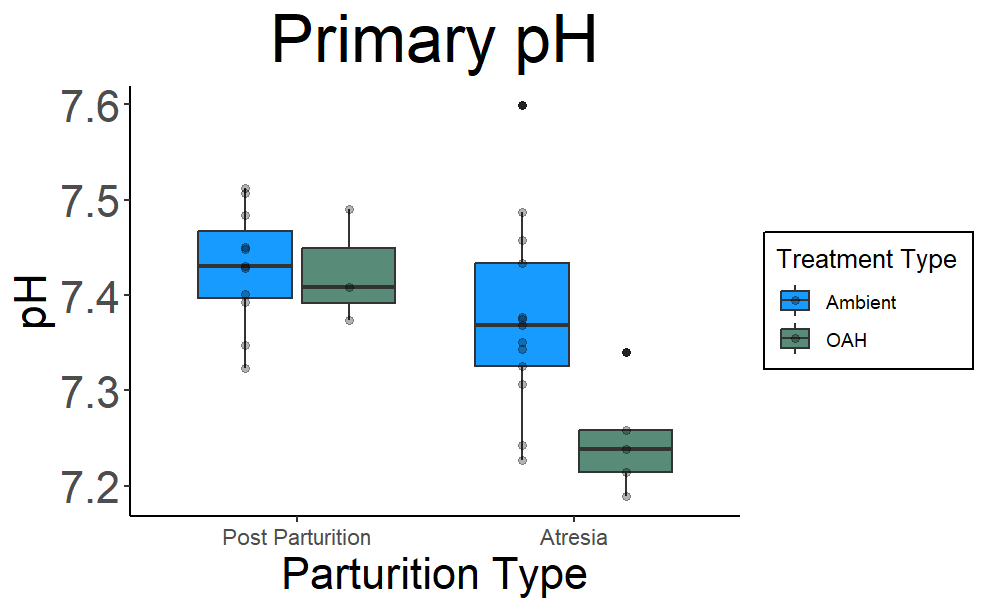 Primary pH
7.6
7.5
7.4
7.3
7.2
pH
Post Parturition
Atresia
Parturition Type
Treatment Type
Ambient
OAH